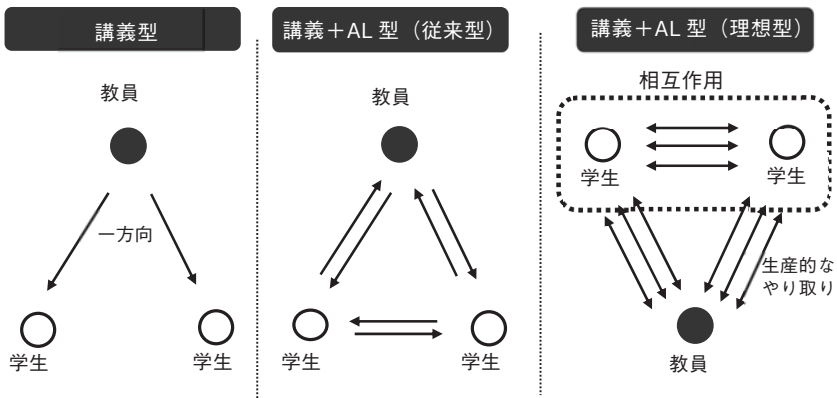 講義型
教員
一方向
学生
学生
講義＋AL 型（従来型）
教員
学生
学生
講義＋AL 型（理想型）
相互作用
学生
学生
生産的な
やり取り
教員